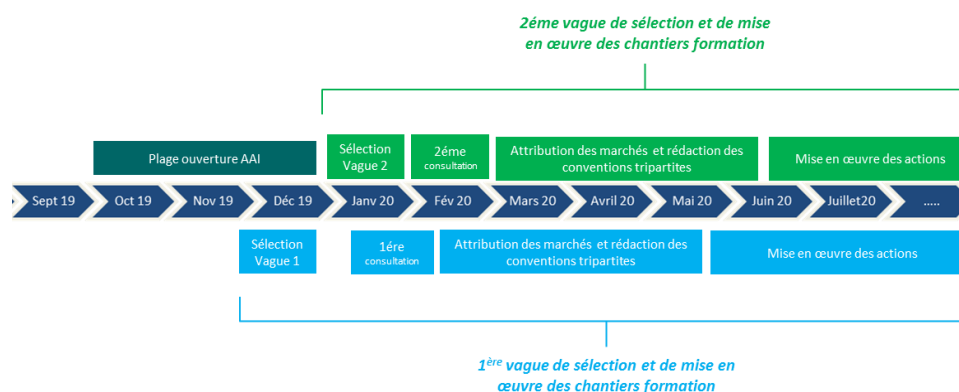 2éme vague de sélection et de mise
en œuvre des chantiers formation
Plage ouverture AAI
Sélection
Vague 2
2éme
consultation
Attribution des marchés et rédaction des
conventions tripartites
Mise en œuvre des actions
Sept 19
Oct 19
Nov 19
Déc 19
Janv 20
Fév 20
Mars 20
Avril 20
Mai 20
Juin 20
Juillet20
.....
Sélection
Vague 1
1ére
consultation
Attribution des marchés et rédaction des
conventions tripartites
Mise en œuvre des actions
1ère vague de sélection et de mise en
œuvre des chantiers formation